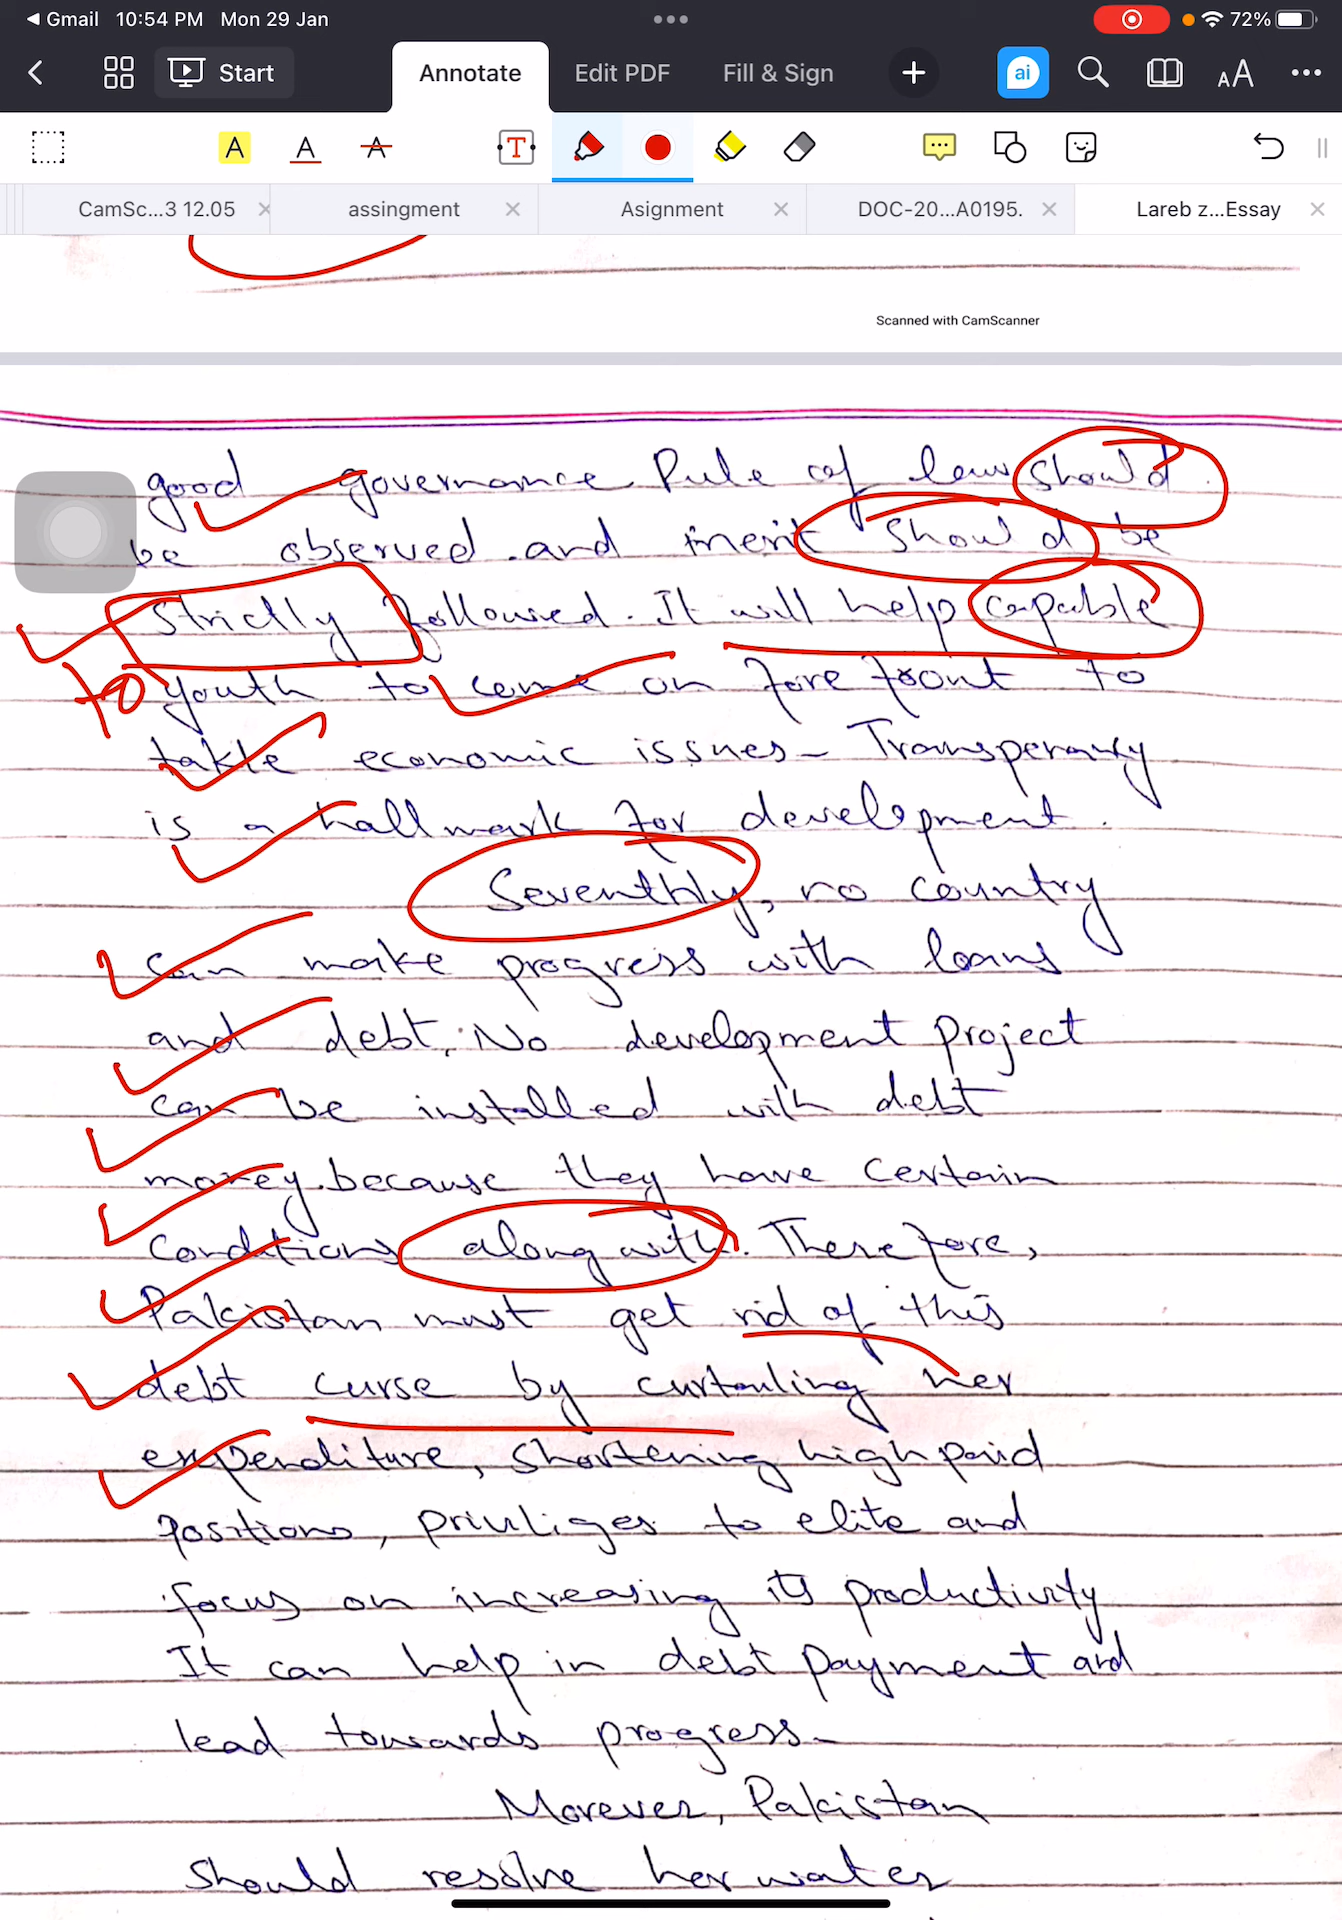 Gmail 10:54 PM Mon 29 Jan 72%
Start Annotate Edit PDF Fill & Sign ai AA
A A A T
CamSc...3 12.05 assingment Asignment DOC-20...A0195. Lareb z...Essay
Scanned with CamScanner
good governance Rule of law should
be observed and merit should be
strictly followed. It will help capable
to youth to come on fore front to
takle economic issues. Transperancy
is a hallmark for development.
Seventhly, no country
can make progress with loans
and debt. No development project
can be installed with debt
money because they have certain
conditions along with. Therefore,
Pakistan must get rid of this
debt curse by curtailing her
expenditure, shortening high paid
positions, priviliges to elite and
focus on increasing its productivity
It can help in debt payment and
lead towards progress.
Morever, Pakistan
should resolve her water